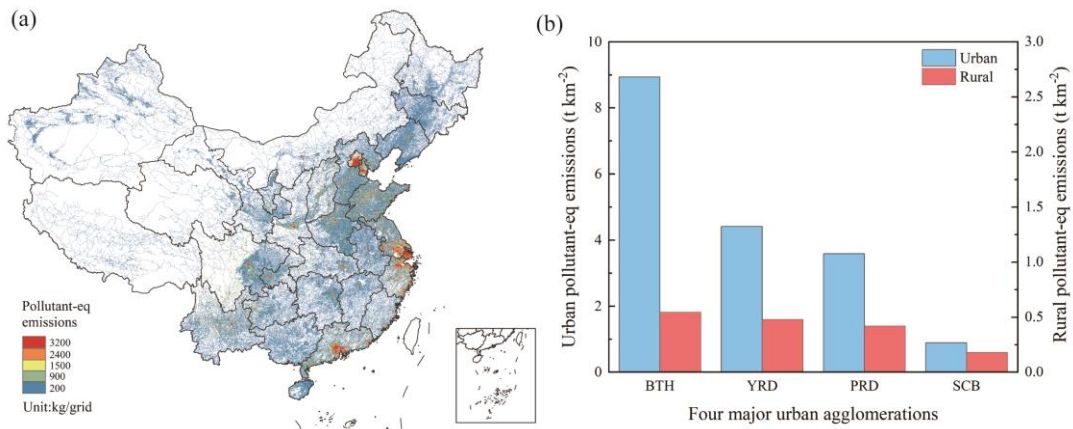 (a)
Pollutant-eq
emissions
3200
2400
1500
900
200
Unit:kg/grid
(b)
Urban pollutant-eq emissions (t km⁻²)
10
8
6
4
2
0
Urban
Rural
3.0
2.5
2.0
1.5
1.0
0.5
0.0
Rural pollutant-eq emissions (t km⁻²)
BTH YRD PRD SCB
Four major urban agglomerations